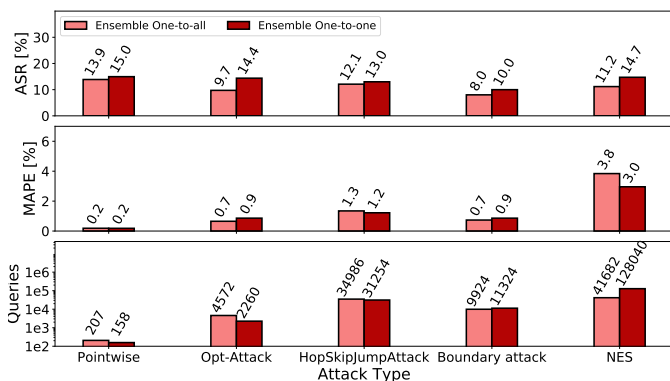 Ensemble One-to-all Ensemble One-to-one
ASR [%]
30
20
10
0
13.9 15.0 9.7 14.4 12.1 13.0 8.0 10.0 11.2 14.7
MAPE [%]
6
4
2
0
0.2 0.2 0.7 0.9 1.3 1.2 0.7 0.9 3.8 3.0
Queries
1e6
1e5
1e4
1e3
1e2
207 158 4572 2260 34986 31254 9924 11324 41682 128040
Pointwise Opt-Attack HopSkipJumpAttack Boundary attack NES
Attack Type